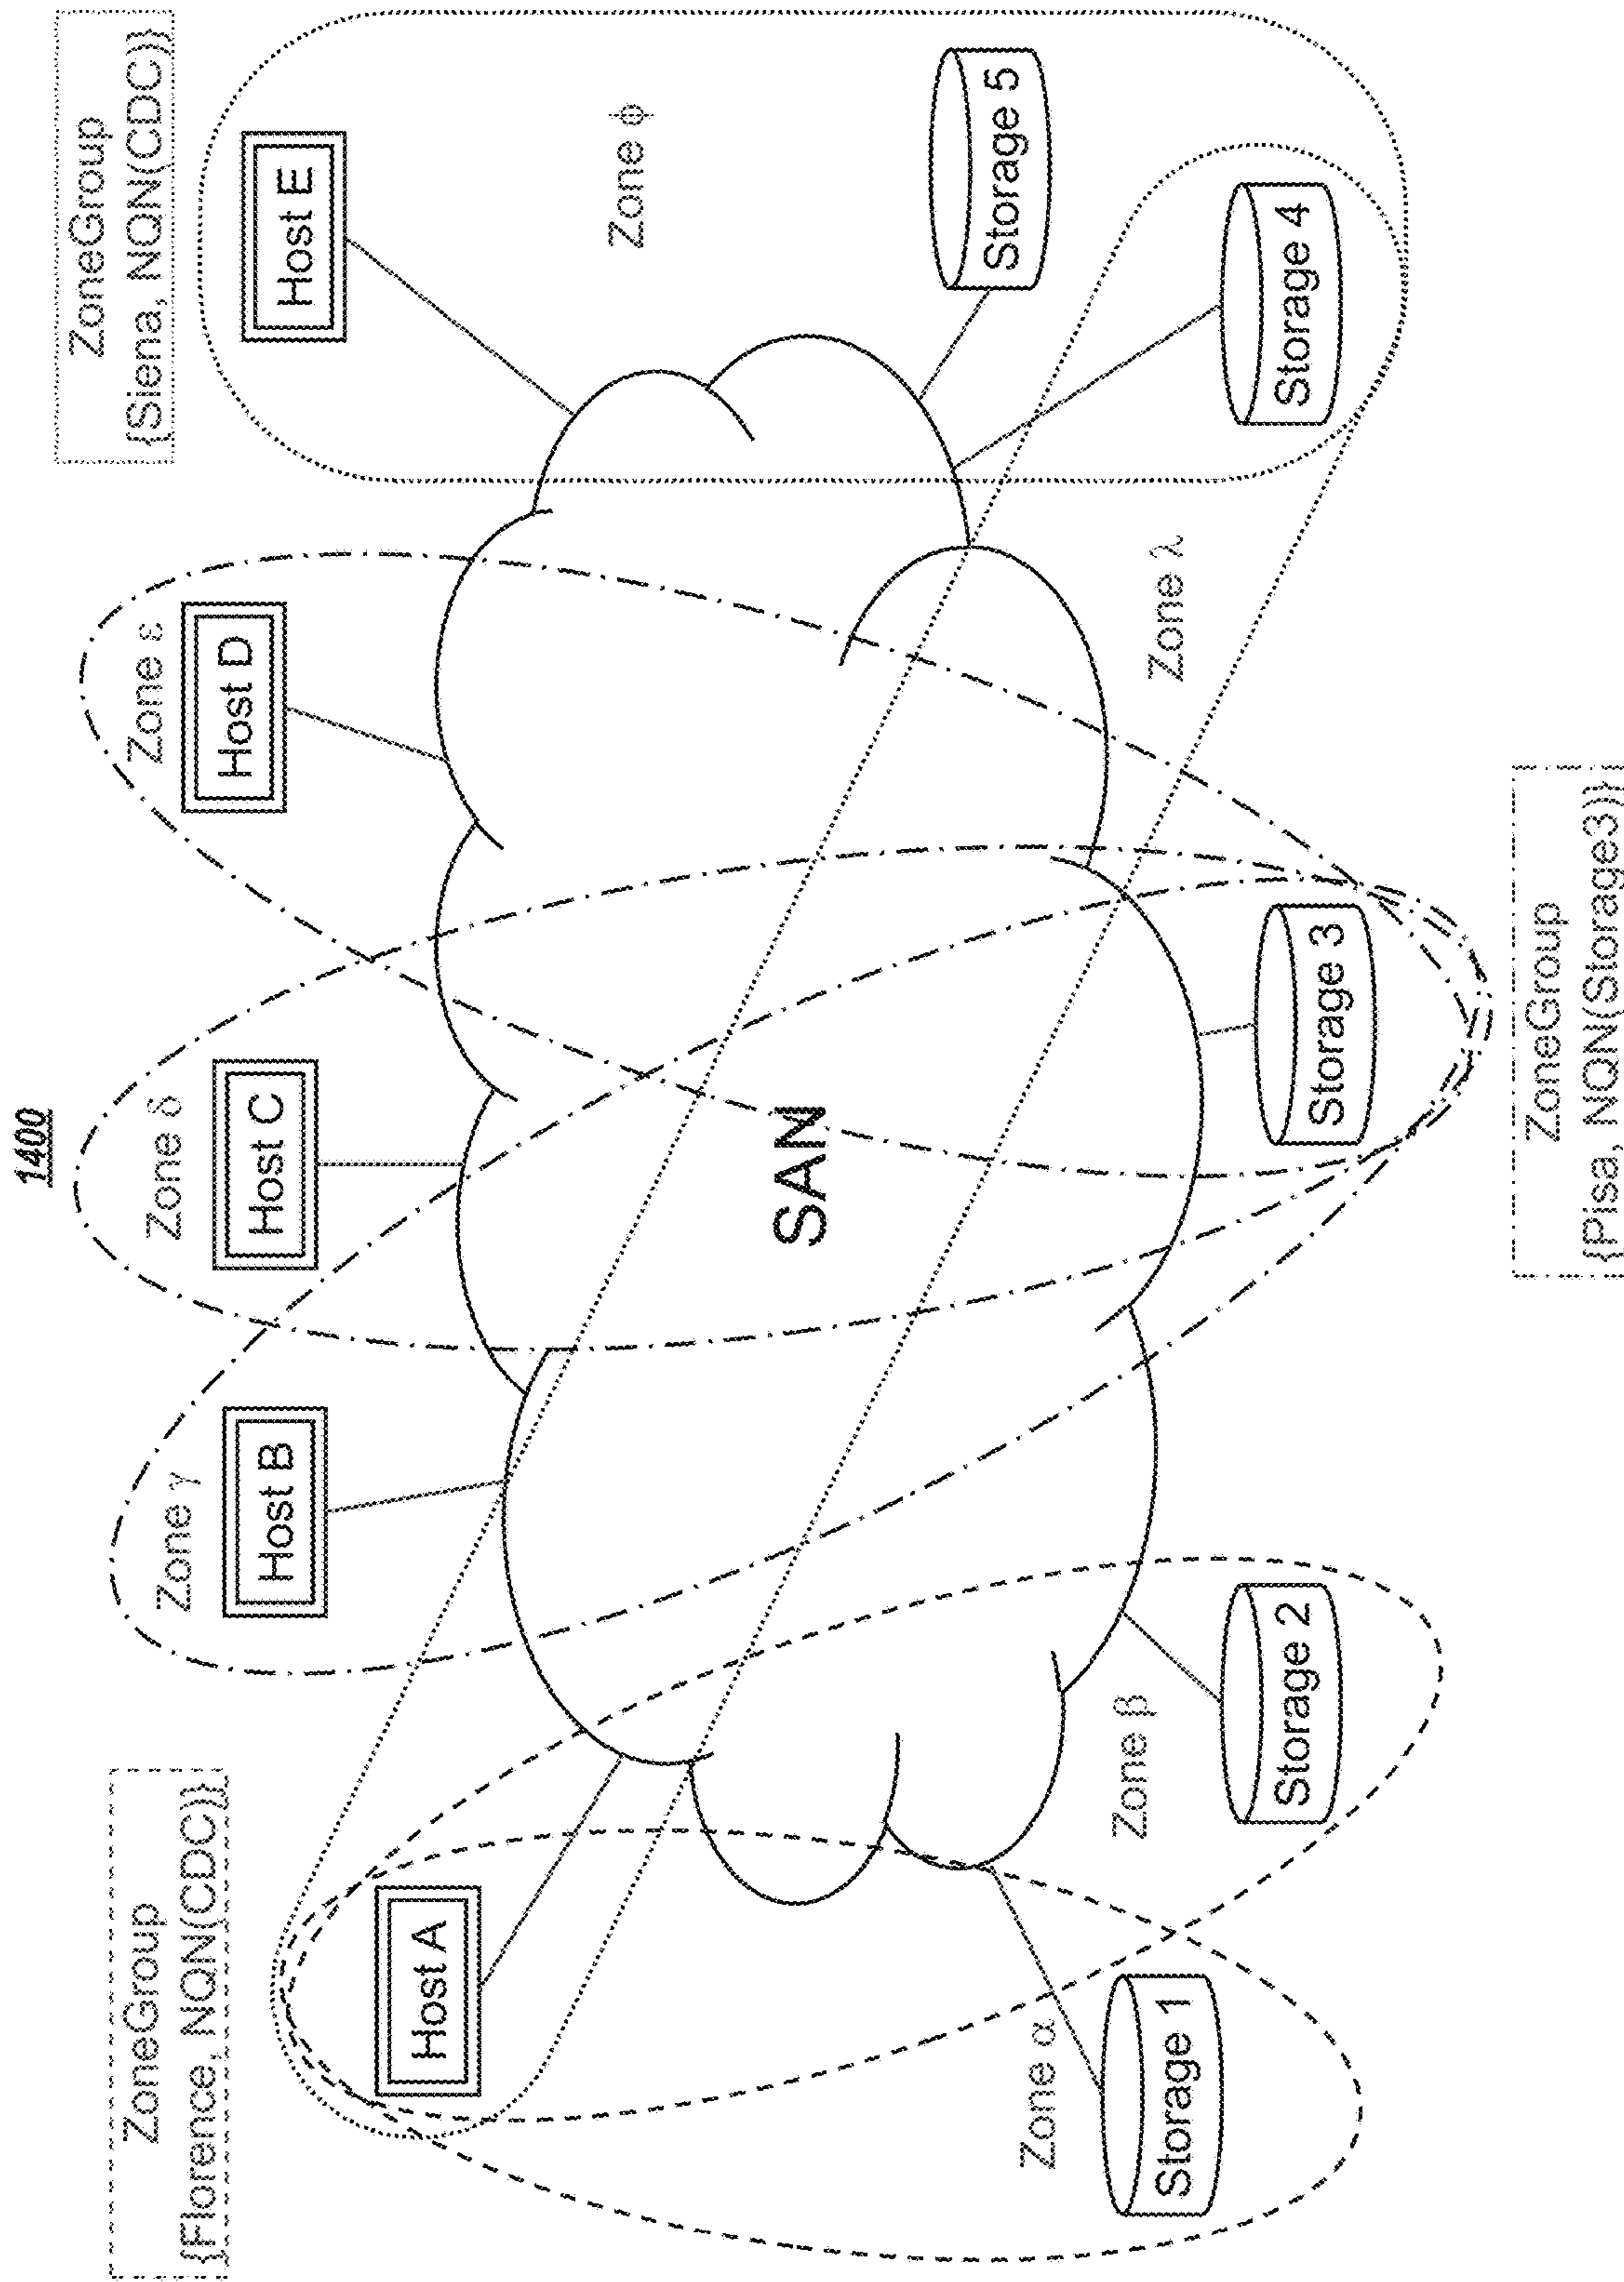 1400
ZoneGroup
{Florence, NQN(CDC)}
ZoneGroup
{Siena, NQN(CDC)}
Zone γ
Zone δ
Zone ε
Host A
Host B
Host C
Host D
Host E
Zone ϕ
SAN
Zone α
Zone β
Zone λ
Storage 1
Storage 2
Storage 3
Storage 4
Storage 5
ZoneGroup
{Pisa, NQN(Storage3)}